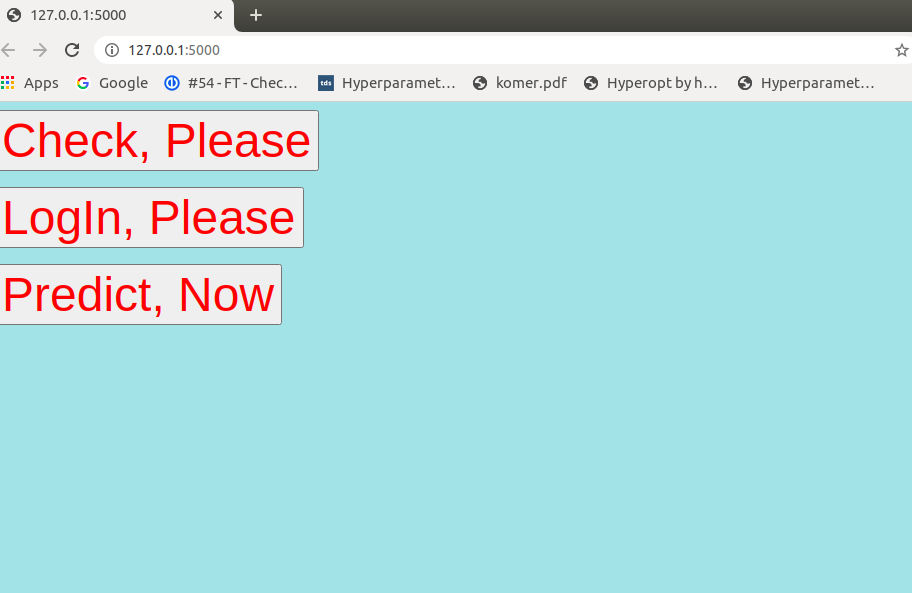 127.0.0.1:5000
127.0.0.1:5000
Apps Google #54 - FT - Chec… tds Hyperparamet… komer.pdf Hyperopt by h… Hyperparamet…
Check, Please
LogIn, Please
Predict, Now